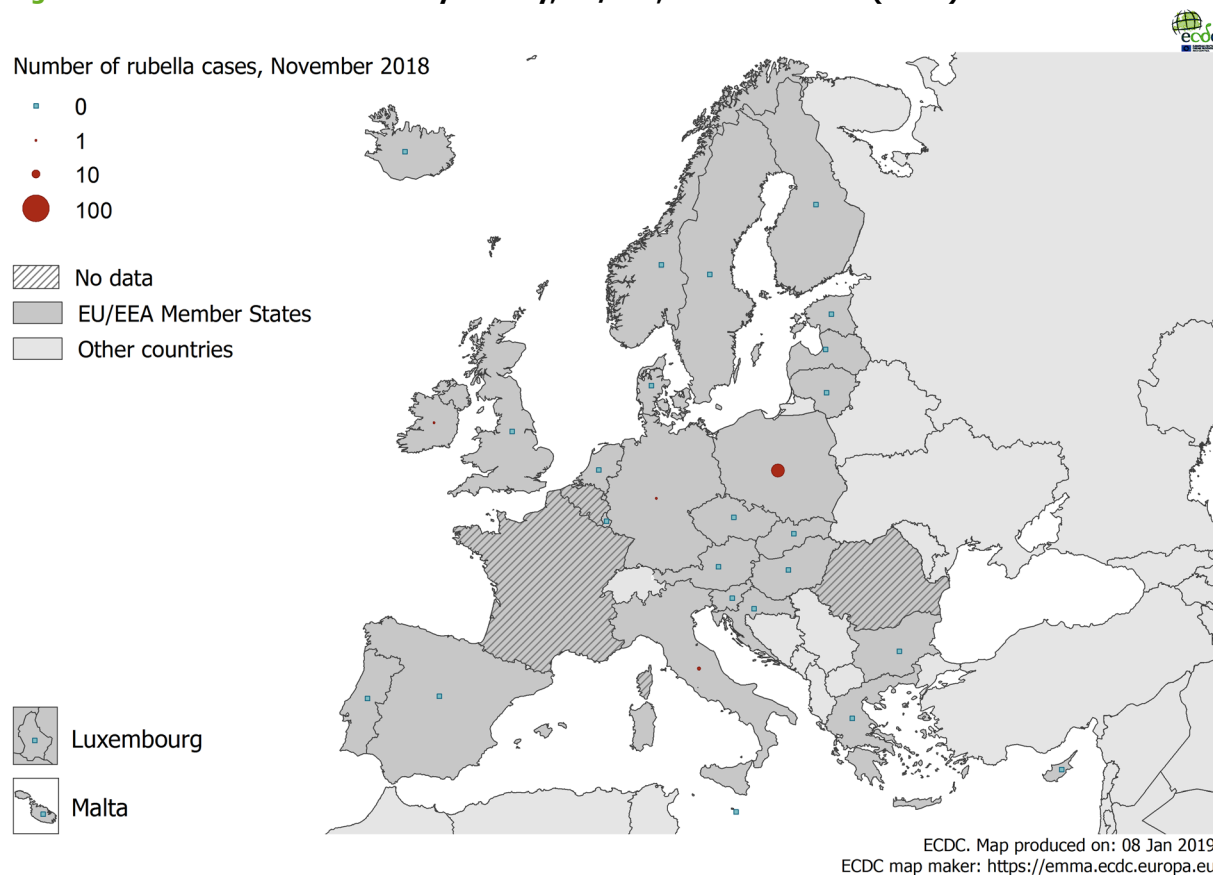 Number of rubella cases, November 2018
0
1
10
100
No data
EU/EEA Member States
Other countries
Luxembourg
Malta
ECDC. Map produced on: 08 Jan 2019
ECDC map maker: https://emma.ecdc.europa.eu